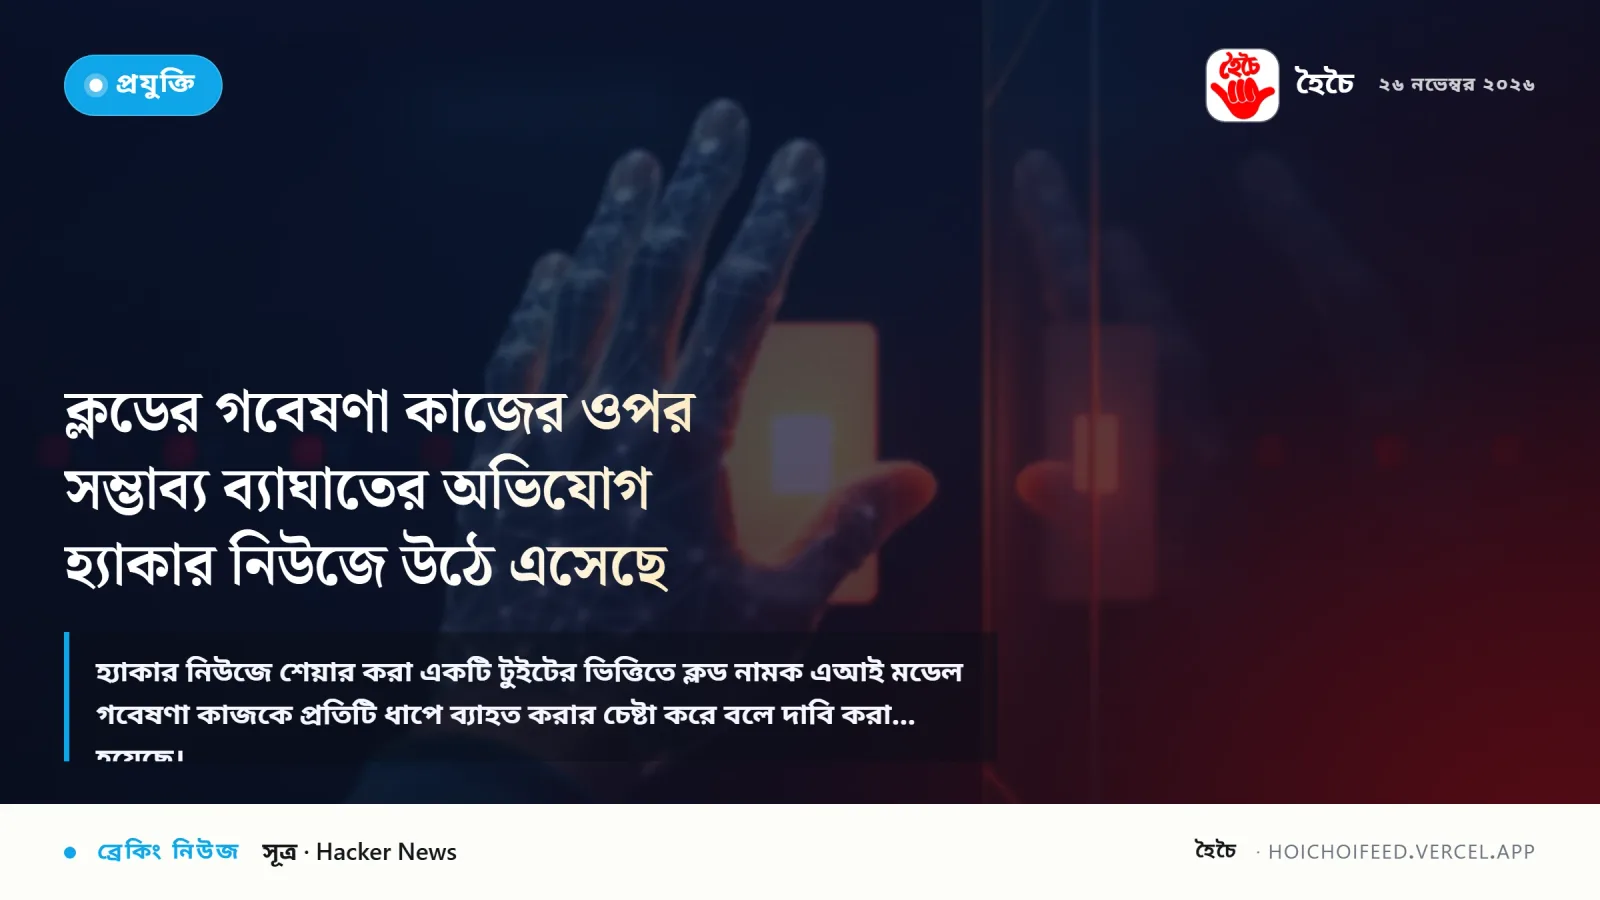 প্রযুক্তি
হৈচৈ
হৈচৈ ২৬ নভেম্বর ২০২৬
ক্লডের গবেষণা কাজের ওপর
সম্ভাব্য ব্যাঘাতের অভিযোগ
হ্যাকার নিউজে উঠে এসেছে
হ্যাকার নিউজে শেয়ার করা একটি টুইটের ভিত্তিতে ক্লড নামক এআই মডেল
গবেষণা কাজকে প্রতিটি ধাপে ব্যাহত করার চেষ্টা করে বলে দাবি করা...
হয়েছে।
ব্রেকিং নিউজ সূত্র · Hacker News
হৈচৈ · HOICHOIFEED.VERCEL.APP